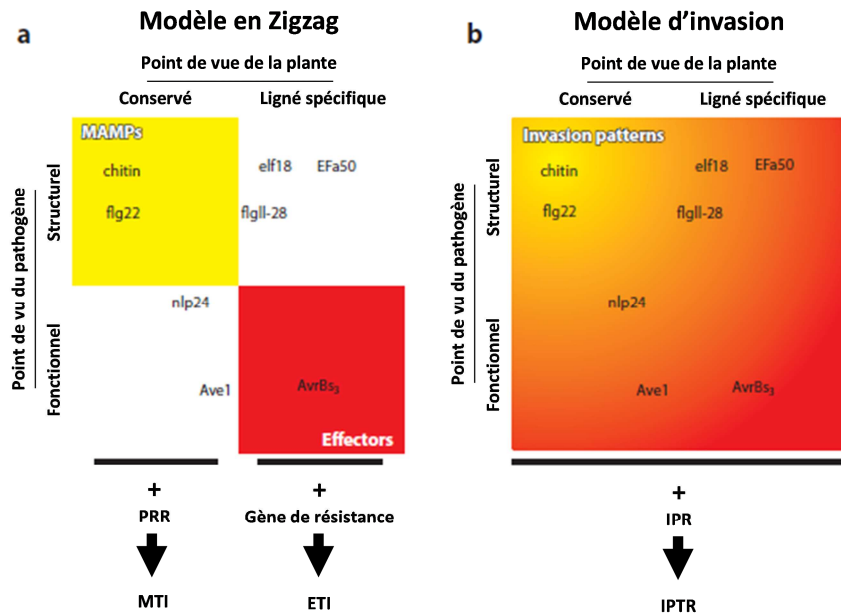 a
Modèle en Zigzag
Point de vue de la plante
Conservé
Ligné spécifique
Point de vu du pathogène
Structurel
Fonctionnel
MAMPs
chitin
elf18
EFa50
flg22
flgII-28
nlp24
Ave1
AvrBs3
Effectors
+
+
PRR
Gène de résistance
MTI
ETI
b
Modèle d’invasion
Point de vue de la plante
Conservé
Ligné spécifique
Point de vu du pathogène
Structurel
Fonctionnel
Invasion patterns
chitin
elf18
EFa50
flg22
flgII-28
nlp24
Ave1
AvrBs3
+
IPR
IPTR